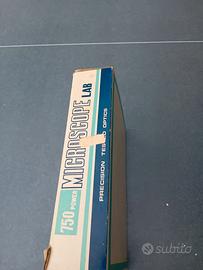 750 POWER MICROSCOPE LAB
PRECISION TESTED OPTICS
subito